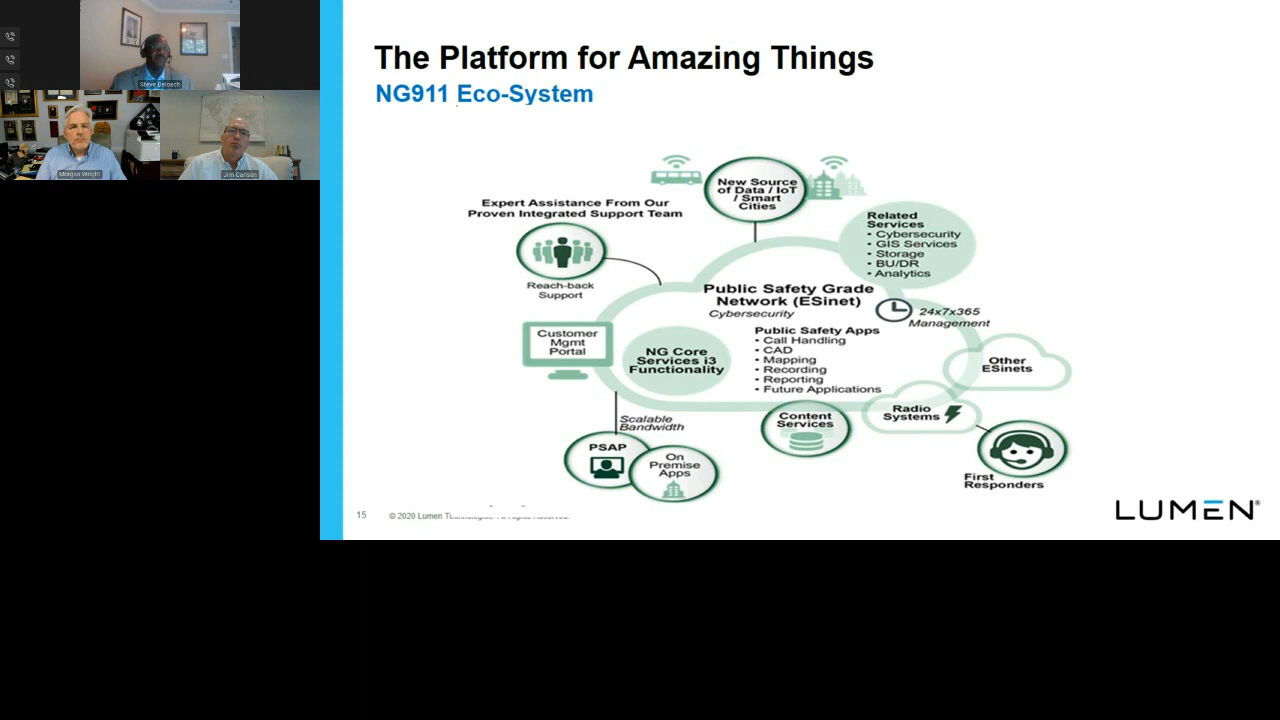 Steve Deloach
Morgan Wright
Jim Carlson
The Platform for Amazing Things
NG911 Eco-System
New Source
of Data / IoT
/ Smart
Cities
Expert Assistance From Our
Proven Integrated Support Team
Related
Services
• Cybersecurity
• GIS Services
• Storage
• BU/DR
• Analytics
Reach-back
Support
Public Safety Grade
Network (ESinet)
Cybersecurity
24x7x365
Management
Customer
Mgmt
Portal
NG Core
Services i3
Functionality
Public Safety Apps
• Call Handling
• CAD
• Mapping
• Recording
• Reporting
• Future Applications
Other
ESinets
Radio
Systems
Content
Services
Scalable
Bandwidth
PSAP
On
Premise
Apps
First
Responders
15
© 2020 Lumen Technologies. All Rights Reserved.
LUMEN®